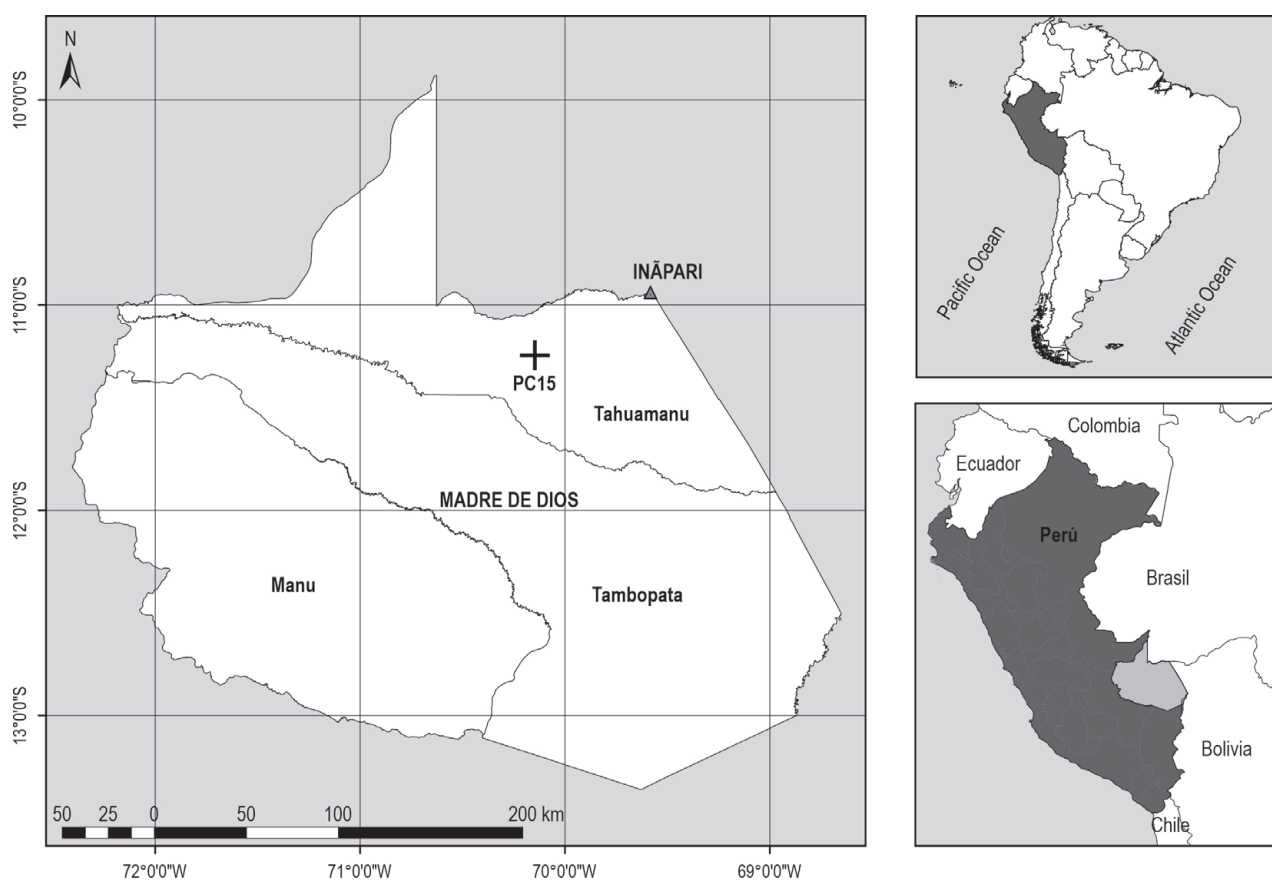 N
10°0'0"S
11°0'0"S
12°0'0"S
13°0'0"S
INÃPARI
PC15
Tahuamanu
MADRE DE DIOS
Manu
Tambopata
50 25 0 50 100 200 km
72°0'0"W 71°0'0"W 70°0'0"W 69°0'0"W
Pacific Ocean
Atlantic Ocean
Colombia
Ecuador
Perú
Brasil
Bolivia
Chile